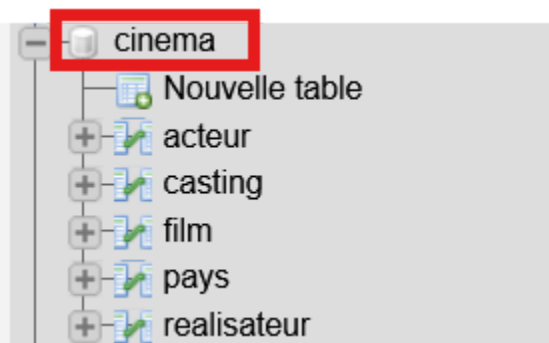 cinema
Nouvelle table
acteur
casting
film
pays
realisateur